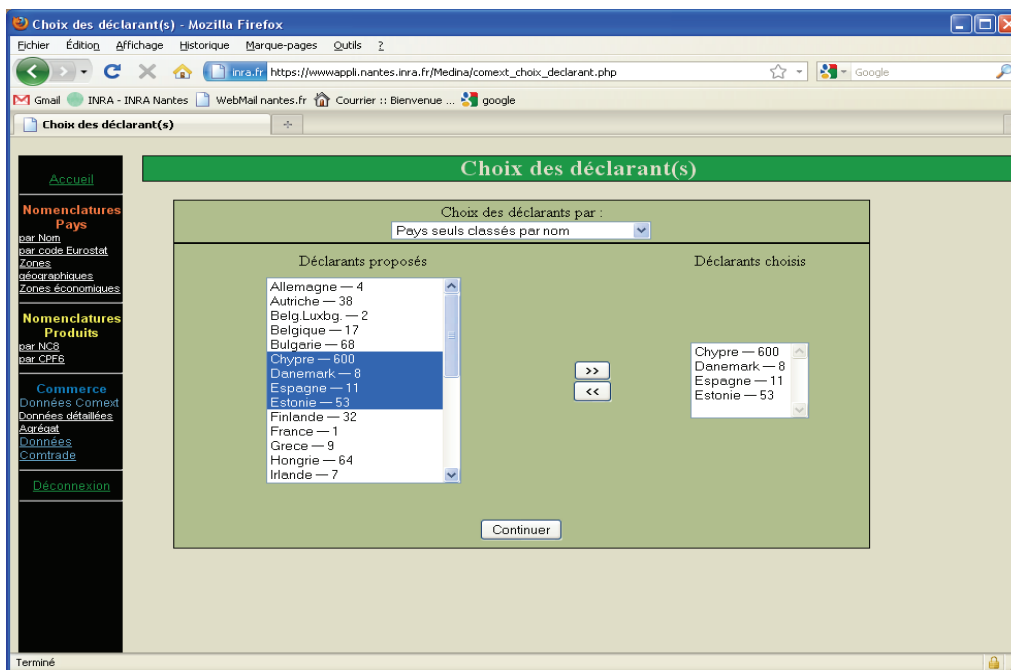 Choix des déclarant(s) - Mozilla Firefox
Fichier Édition Affichage Historique Marque-pages Outils ?
inra.fr https://wwwappli.nantes.inra.fr/Medina/comext_choix_declarant.php
Google
Gmail INRA - INRA Nantes WebMail nantes.fr Courrier :: Bienvenue ... google
Choix des déclarant(s)
Choix des déclarant(s)
Accueil
Nomenclatures
Pays
par Nom
par code Eurostat
Zones
géographiques
Zones économiques
Nomenclatures
Produits
par NC8
par CPF6
Commerce
Données Comext
Données détaillées
Agrégat
Données
Comtrade
Déconnexion
Choix des déclarants par :
Pays seuls classés par nom
Déclarants proposés
Allemagne — 4
Autriche — 38
Belg.Luxbg. — 2
Belgique — 17
Bulgarie — 68
Chypre — 600
Danemark — 8
Espagne — 11
Estonie — 53
Finlande — 32
France — 1
Grece — 9
Hongrie — 64
Irlande — 7
>>
<<
Déclarants choisis
Chypre — 600
Danemark — 8
Espagne — 11
Estonie — 53
Continuer
Terminé